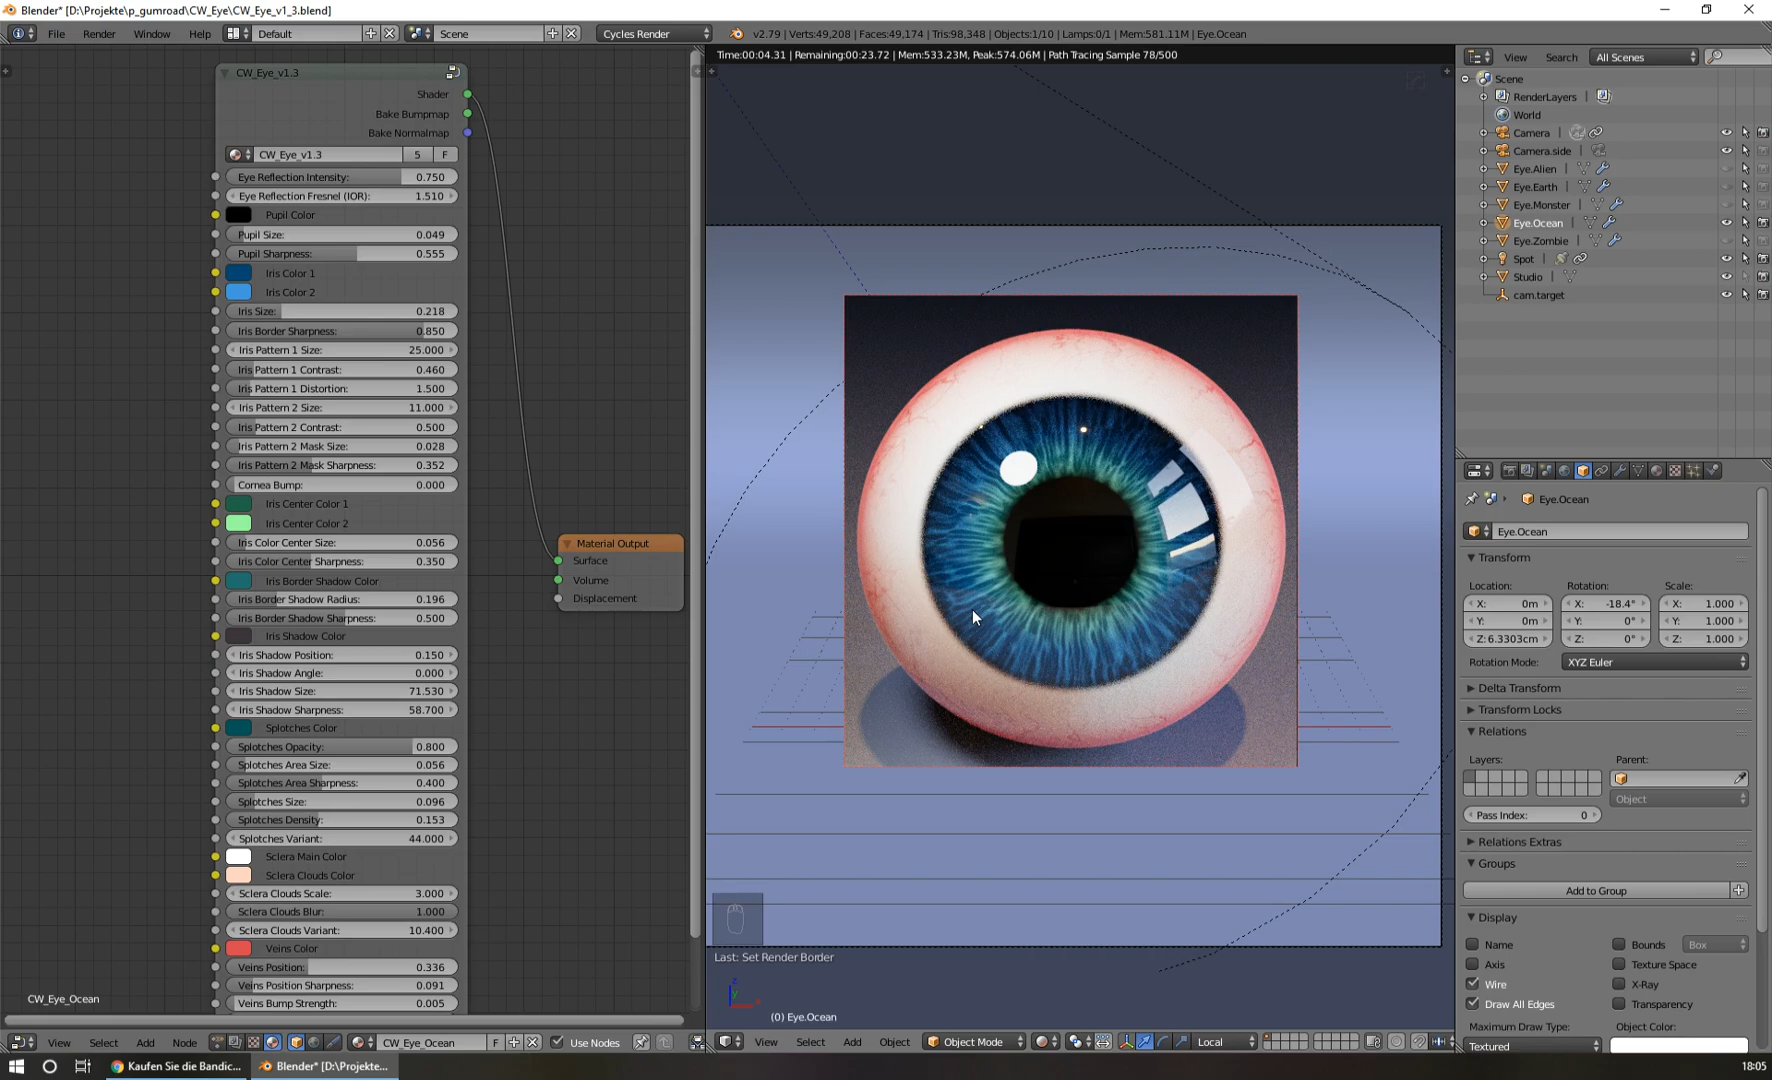 Blender* [D:\Projekte\p_gumroad\CW_Eye\CW_Eye_v1_3.blend]
File Render Window Help Default Scene Cycles Render v2.79 | Verts:49,208 | Faces:49,174 | Tris:98,348 | Objects:1/10 | Lamps:0/1 | Mem:581.11M | Eye.Ocean
Time:00:04.31 | Remaining:00:23.72 | Mem:533.23M, Peak:574.06M | Path Tracing Sample 78/500
CW_Eye_v1.3
Shader
Bake Bumpmap
Bake Normalmap
CW_Eye_v1.3 5 F
Eye Reflection Intensity: 0.750
Eye Reflection Fresnel (IOR): 1.510
Pupil Color
Pupil Size: 0.049
Pupil Sharpness: 0.555
Iris Color 1
Iris Color 2
Iris Size: 0.218
Iris Border Sharpness: 0.850
Iris Pattern 1 Size: 25.000
Iris Pattern 1 Contrast: 0.460
Iris Pattern 1 Distortion: 1.500
Iris Pattern 2 Size: 11.000
Iris Pattern 2 Contrast: 0.500
Iris Pattern 2 Mask Size: 0.028
Iris Pattern 2 Mask Sharpness: 0.352
Cornea Bump: 0.000
Iris Center Color 1
Iris Center Color 2
Iris Color Center Size: 0.056
Iris Color Center Sharpness: 0.350
Iris Border Shadow Color
Iris Border Shadow Radius: 0.196
Iris Border Shadow Sharpness: 0.500
Iris Shadow Color
Iris Shadow Position: 0.150
Iris Shadow Angle: 0.000
Iris Shadow Size: 71.530
Iris Shadow Sharpness: 58.700
Splotches Color
Splotches Opacity: 0.800
Splotches Area Size: 0.056
Splotches Area Sharpness: 0.400
Splotches Size: 0.096
Splotches Density: 0.153
Splotches Variant: 44.000
Sclera Main Color
Sclera Clouds Color
Sclera Clouds Scale: 3.000
Sclera Clouds Blur: 1.000
Sclera Clouds Variant: 10.400
Veins Color
Veins Position: 0.336
Veins Position Sharpness: 0.091
Veins Bump Strength: 0.005
CW_Eye_Ocean
Material Output
Surface
Volume
Displacement
View Select Add Node CW_Eye_Ocean F Use Nodes
Last: Set Render Border
(0) Eye.Ocean
z
y
x
View Select Add Object Object Mode Local
View Search All Scenes
Scene
RenderLayers |
World
Camera |
Camera.side |
Eye.Alien |
Eye.Earth |
Eye.Monster |
Eye.Ocean |
Eye.Zombie |
Spot |
Studio |
cam.target
Eye.Ocean
Eye.Ocean
Transform
Location: Rotation: Scale:
X: 0m X: -18.4° X: 1.000
Y: 0m Y: 0° Y: 1.000
Z:6.3303cm Z: 0° Z: 1.000
Rotation Mode: XYZ Euler
Delta Transform
Transform Locks
Relations
Layers: Parent:
Object
Pass Index: 0
Relations Extras
Groups
Add to Group
Display
Name Bounds Box
Axis Texture Space
Wire X-Ray
Draw All Edges Transparency
Maximum Draw Type: Object Color:
Textured
Kaufen Sie die Bandic... Blender* [D:\Projekte... 18:05